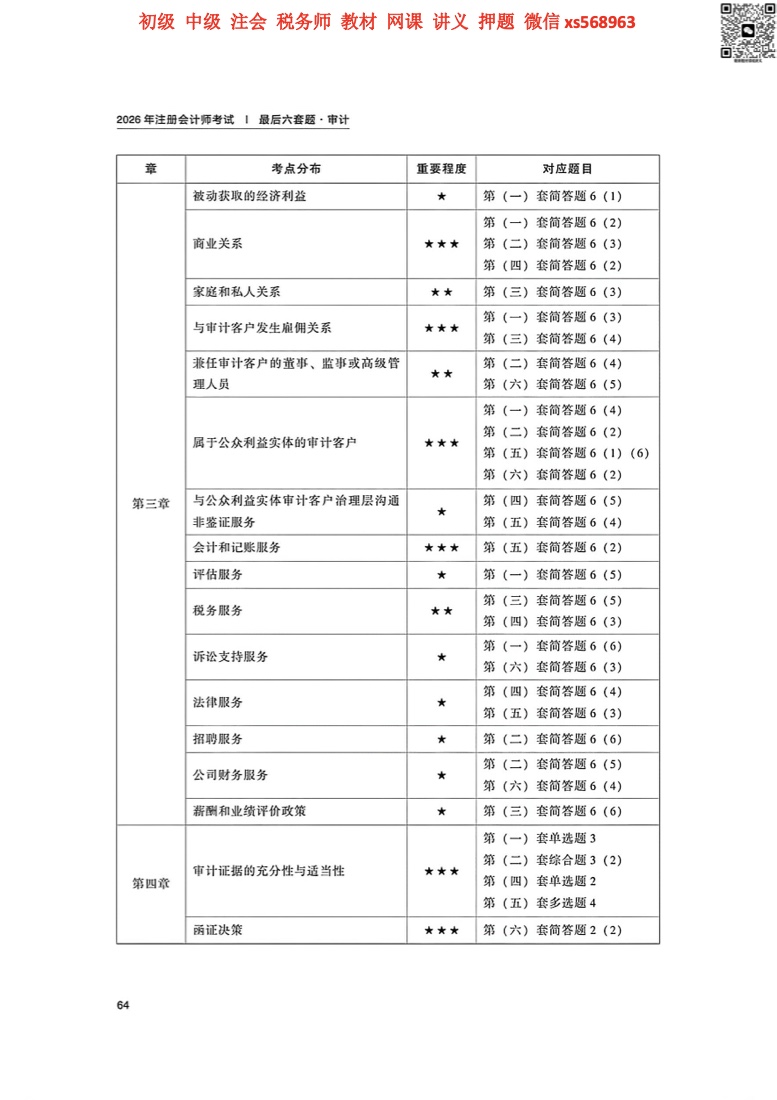 初级 中级 注会 税务师 教材 网课 讲义 押题 微信 xs568963
2026 年注册会计师考试 | 最后六套题·审计
章 考点分布 重要程度 对应题目
第三章
被动获取的经济利益 ★ 第（一）套简答题 6（1）
商业关系 ★★★
第（一）套简答题 6（2）
第（二）套简答题 6（3）
第（四）套简答题 6（2）
家庭和私人关系 ★★ 第（三）套简答题 6（3）
与审计客户发生雇佣关系 ★★★
第（一）套简答题 6（3）
第（三）套简答题 6（4）
兼任审计客户的董事、监事或高级管
理人员
★★
第（二）套简答题 6（4）
第（六）套简答题 6（5）
属于公众利益实体的审计客户 ★★★
第（一）套简答题 6（4）
第（二）套简答题 6（2）
第（五）套简答题 6（1）（6）
第（六）套简答题 6（2）
与公众利益实体审计客户治理层沟通
非鉴证服务
★
第（四）套简答题 6（5）
第（五）套简答题 6（4）
会计和记账服务 ★★★ 第（五）套简答题 6（2）
评估服务 ★ 第（一）套简答题 6（5）
税务服务 ★★
第（三）套简答题 6（5）
第（四）套简答题 6（3）
诉讼支持服务 ★
第（一）套简答题 6（6）
第（六）套简答题 6（3）
法律服务 ★
第（四）套简答题 6（4）
第（五）套简答题 6（3）
招聘服务 ★ 第（二）套简答题 6（6）
公司财务服务 ★
第（二）套简答题 6（5）
第（六）套简答题 6（4）
薪酬和业绩评价政策 ★ 第（三）套简答题 6（6）
第四章
审计证据的充分性与适当性 ★★★
第（一）套单选题 3
第（二）套综合题 3（2）
第（四）套单选题 2
第（五）套多选题 4
函证决策 ★★★ 第（六）套简答题 2（2）
64